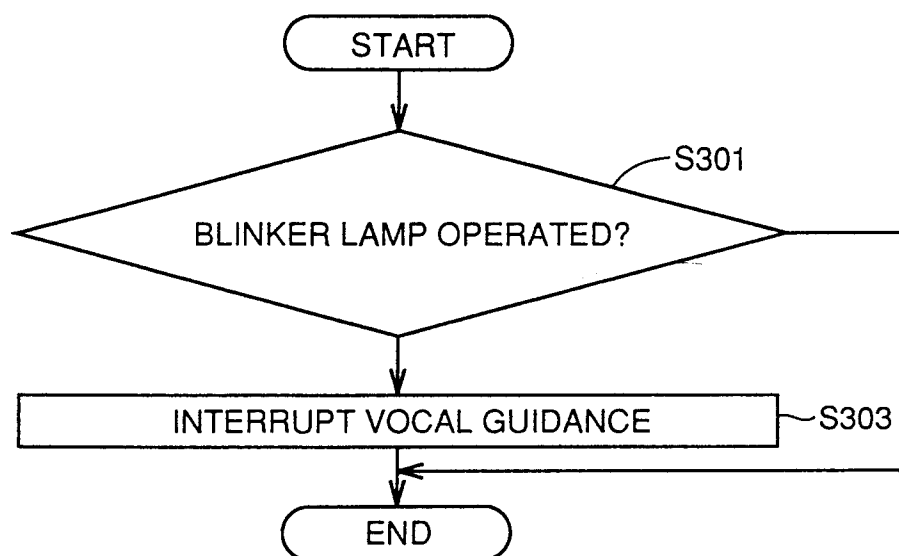 START
S301
BLINKER LAMP OPERATED?
INTERRUPT VOCAL GUIDANCE
S303
END